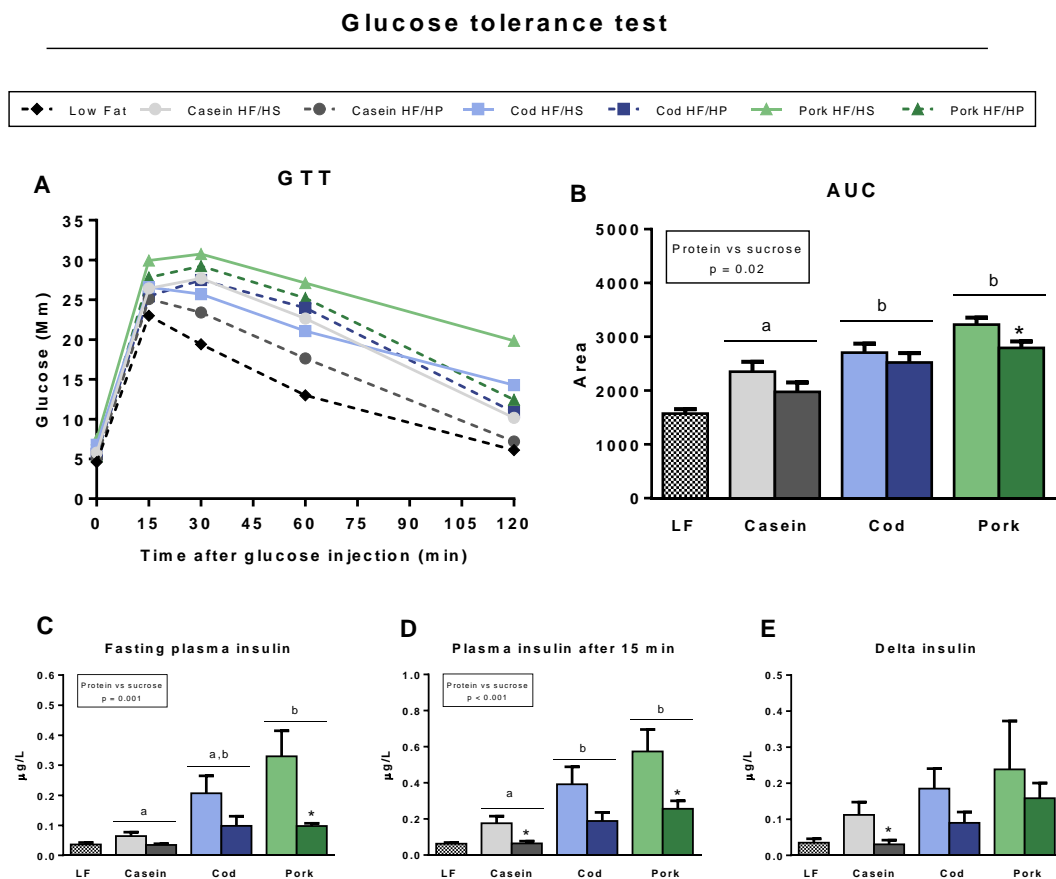 Glucose tolerance test
Low Fat Casein HF/HS Casein HF/HP Cod HF/HS Cod HF/HP Pork HF/HS Pork HF/HP
A
GTT
Glucose (Mm)
35
30
25
20
15
10
5
0
0 15 30 45 60 75 90 105 120
Time after glucose injection (min)
B
AUC
Protein vs sucrose
p = 0.02
Area
5000
4000
3000
2000
1000
0
a
b
b
*
LF Casein Cod Pork
C
Fasting plasma insulin
Protein vs sucrose
p = 0.001
µg/L
0.6
0.5
0.4
0.3
0.2
0.1
0.0
a
a,b
b
*
LF Casein Cod Pork
D
Plasma insulin after 15 min
Protein vs sucrose
p < 0.001
µg/L
1.0
0.8
0.6
0.4
0.2
0.0
a
*
b
b
*
LF Casein Cod Pork
E
Delta insulin
µg/L
0.5
0.4
0.3
0.2
0.1
0.0
*
LF Casein Cod Pork